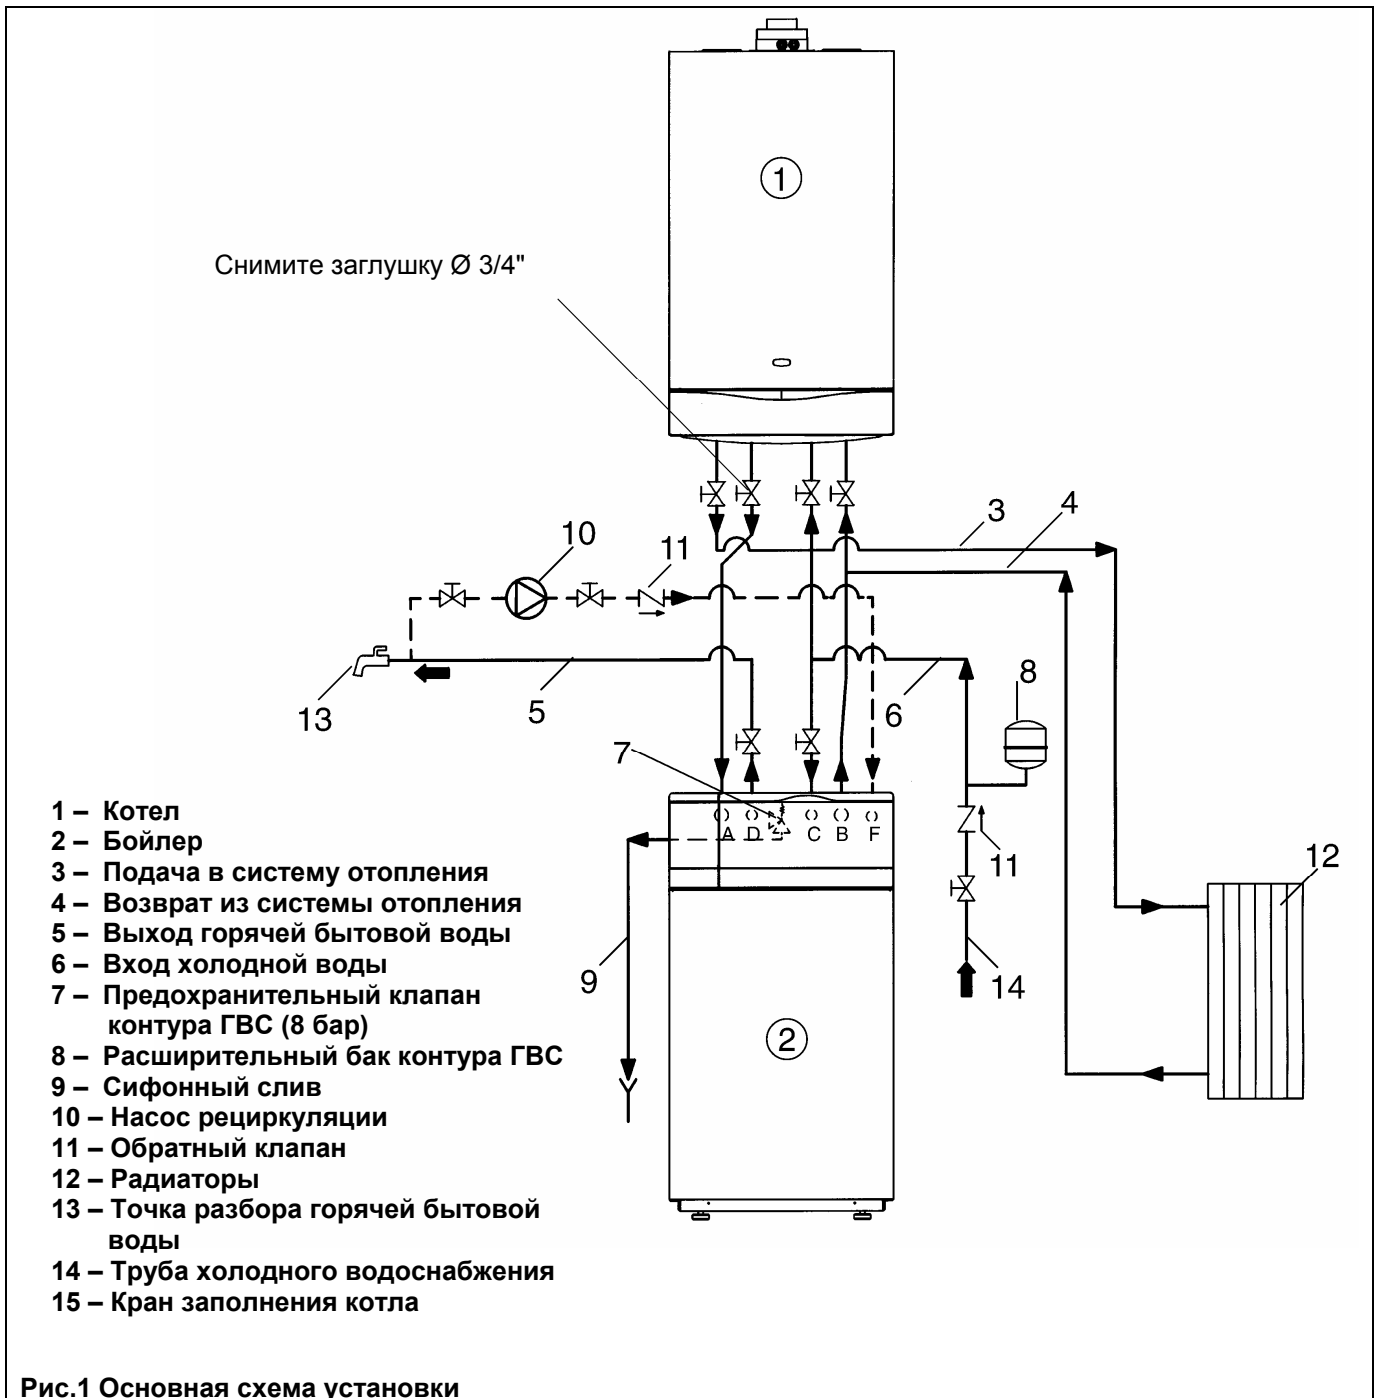 1
Снимите заглушку Ø 3/4"
3
4
10
11
13
5
6
8
7
A D C B F
11
12
9
14
2
1 – Котел
2 – Бойлер
3 – Подача в систему отопления
4 – Возврат из системы отопления
5 – Выход горячей бытовой воды
6 – Вход холодной воды
7 – Предохранительный клапан
контура ГВС (8 бар)
8 – Расширительный бак контура ГВС
9 – Сифонный слив
10 – Насос рециркуляции
11 – Обратный клапан
12 – Радиаторы
13 – Точка разбора горячей бытовой
воды
14 – Труба холодного водоснабжения
15 – Кран заполнения котла
Рис.1 Основная схема установки